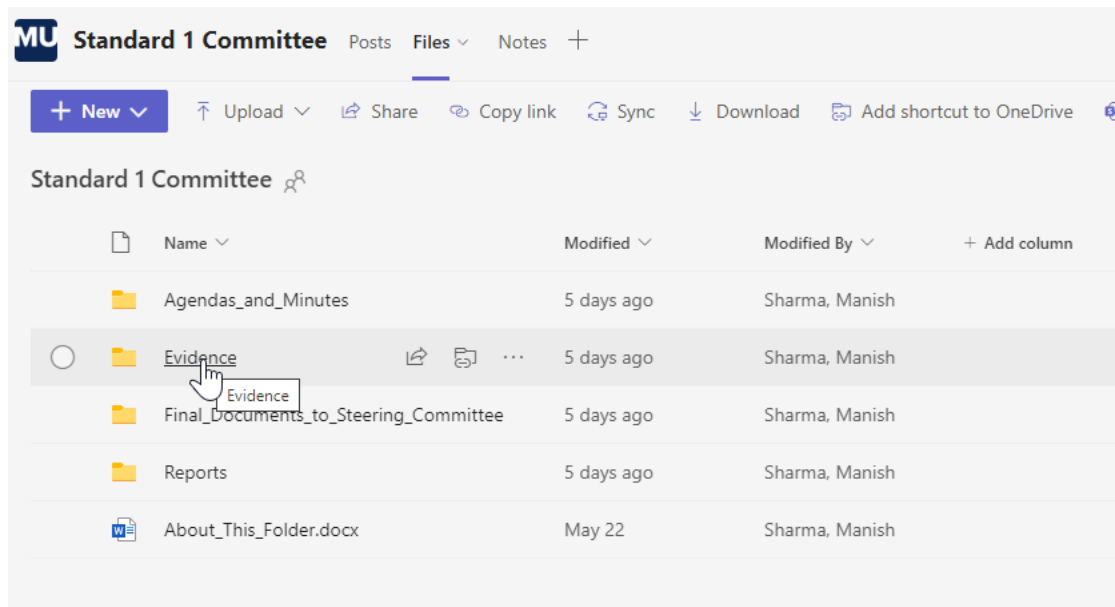 MU Standard 1 Committee Posts Files Notes
New Upload Share Copy link Sync Download Add shortcut to OneDrive
Standard 1 Committee
Name Modified Modified By + Add column
Agendas_and_Minutes 5 days ago Sharma, Manish
Evidence 5 days ago Sharma, Manish
Evidence
Final_Documents_to_Steering_Committee 5 days ago Sharma, Manish
Reports 5 days ago Sharma, Manish
About_This_Folder.docx May 22 Sharma, Manish